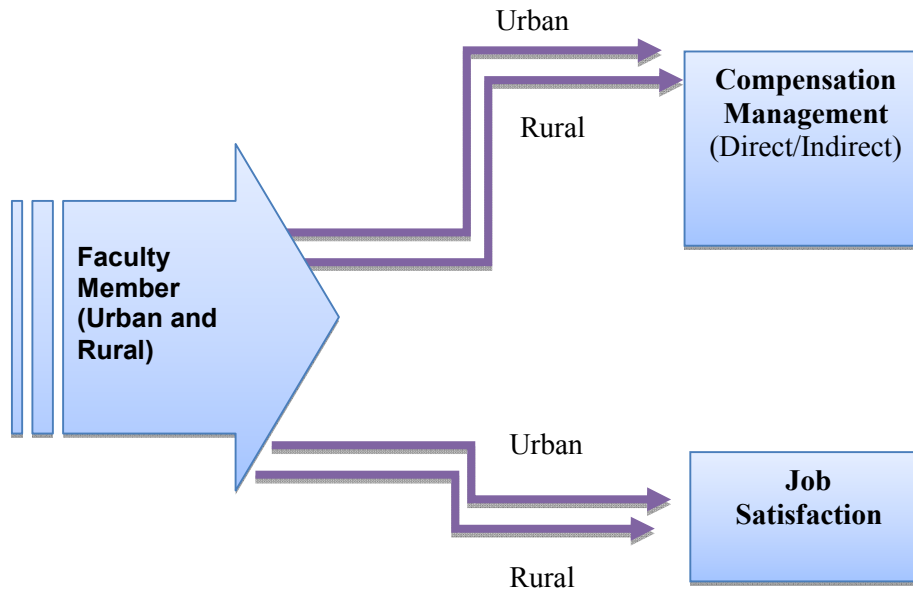 Urban
Rural
Compensation
Management
(Direct/Indirect)
Faculty
Member
(Urban and
Rural)
Urban
Rural
Job
Satisfaction